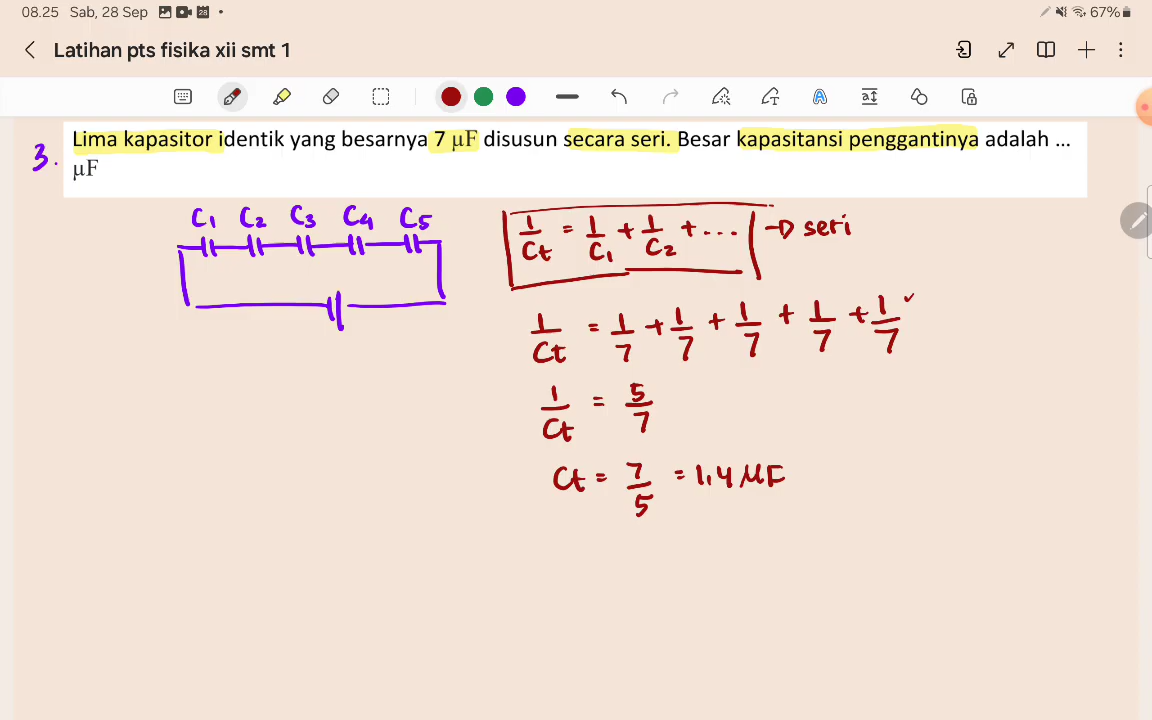 08.25 Sab, 28 Sep 28 • 67%
Latihan pts fisika xii smt 1
3. Lima kapasitor identik yang besarnya 7 μF disusun secara seri. Besar kapasitansi penggantinya adalah ...
μF
C1 C2 C3 C4 C5
1/Ct = 1/C1 + 1/C2 + ... → seri
1/Ct = 1/7 + 1/7 + 1/7 + 1/7 + 1/7
1/Ct = 5/7
Ct = 7/5 = 1,4 μF